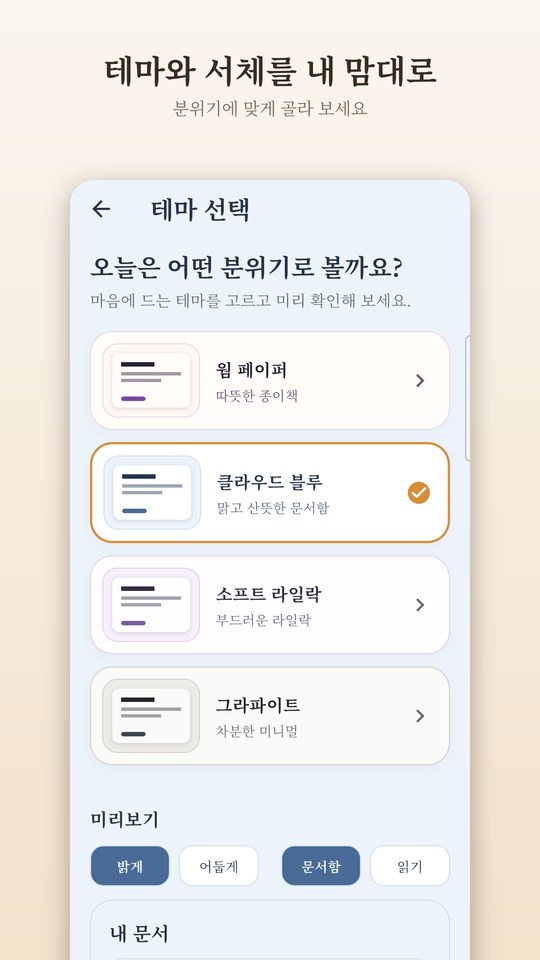 테마와 서체를 내 맘대로
분위기에 맞게 골라 보세요
테마 선택
오늘은 어떤 분위기로 볼까요?
마음에 드는 테마를 고르고 미리 확인해 보세요.
웜 페이퍼
따뜻한 종이책
클라우드 블루
맑고 산뜻한 문서함
소프트 라일락
부드러운 라일락
그라파이트
차분한 미니멀
미리보기
밝게 어둡게 문서함 읽기
내 문서